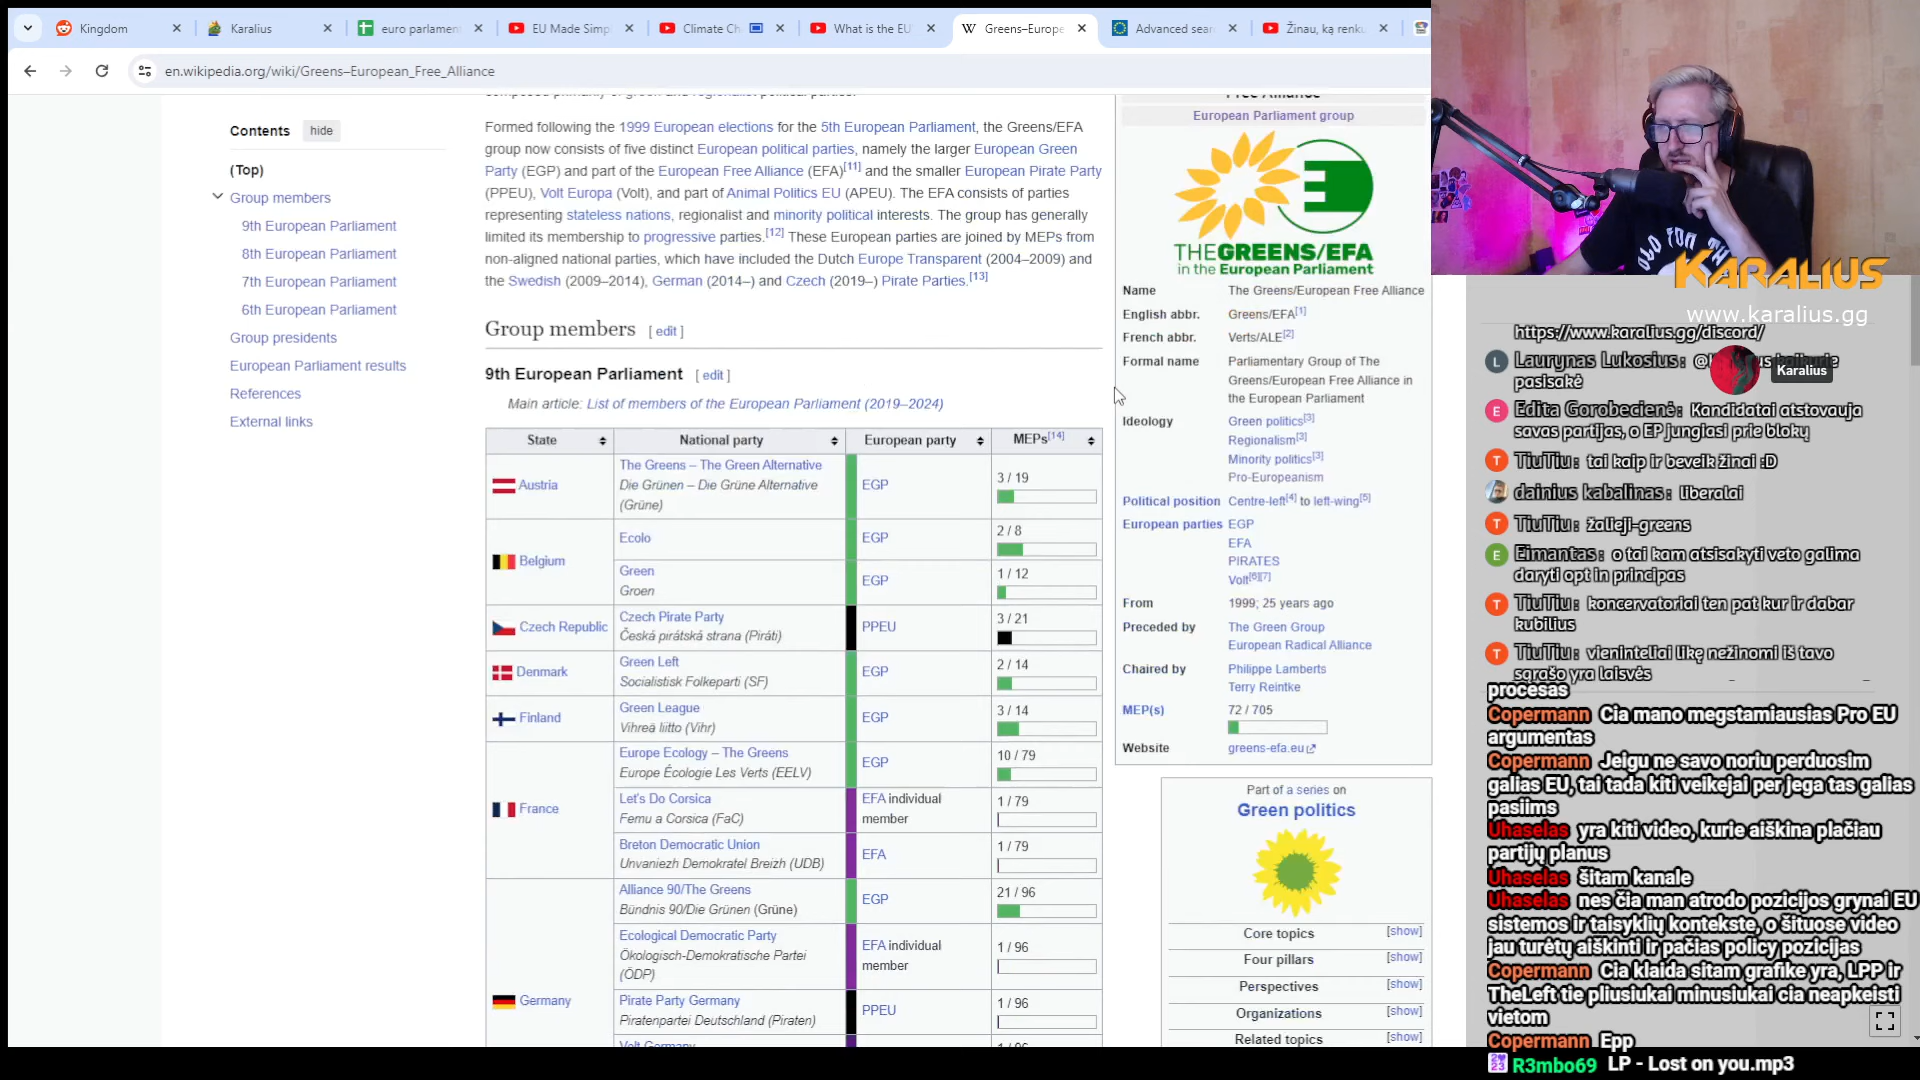 Kingdom
Karalius
euro parlament
EU Made Simp
Climate Ch
What is the EU
Greens–Europe
Advanced sear
Žinau, ką renku
en.wikipedia.org/wiki/Greens–European_Free_Alliance
Contents
hide
(Top)
Group members
9th European Parliament
8th European Parliament
7th European Parliament
6th European Parliament
Group presidents
European Parliament results
References
External links
composed primarily of green and regionalist political parties.
Formed following the 1999 European elections for the 5th European Parliament, the Greens/EFA
group now consists of five distinct European political parties, namely the larger European Green
Party (EGP) and part of the European Free Alliance (EFA)[11] and the smaller European Pirate Party
(PPEU), Volt Europa (Volt), and part of Animal Politics EU (APEU). The EFA consists of parties
representing stateless nations, regionalist and minority political interests. The group has generally
limited its membership to progressive parties.[12] These European parties are joined by MEPs from
non-aligned national parties, which have included the Dutch Europe Transparent (2004–2009) and
the Swedish (2009–2014), German (2014–) and Czech (2019–) Pirate Parties.[13]
Group members [ edit ]
9th European Parliament [ edit ]
Main article: List of members of the European Parliament (2019–2024)
State
National party
European party
MEPs[14]
Austria
The Greens – The Green Alternative
Die Grünen – Die Grüne Alternative
(Grüne)
EGP
3 / 19
Belgium
Ecolo
EGP
2 / 8
Green
Groen
EGP
1 / 12
Czech Republic
Czech Pirate Party
Česká pirátská strana (Piráti)
PPEU
3 / 21
Denmark
Green Left
Socialistisk Folkeparti (SF)
EGP
2 / 14
Finland
Green League
Vihreä liitto (Vihr)
EGP
3 / 14
France
Europe Ecology – The Greens
Europe Écologie Les Verts (EELV)
EGP
10 / 79
Let's Do Corsica
Femu a Corsica (FaC)
EFA individual
member
1 / 79
Breton Democratic Union
Unvaniezh Demokratel Breizh (UDB)
EFA
1 / 79
Germany
Alliance 90/The Greens
Bündnis 90/Die Grünen (Grüne)
EGP
21 / 96
Ecological Democratic Party
Ökologisch-Demokratische Partei
(ÖDP)
EFA individual
member
1 / 96
Pirate Party Germany
Piratenpartei Deutschland (Piraten)
PPEU
1 / 96
Volt Germany
1 / 96
Free Alliance
European Parliament group
THE GREENS/EFA
in the European Parliament
Name The Greens/European Free Alliance
English abbr. Greens/EFA[1]
French abbr. Verts/ALE[2]
Formal name Parliamentary Group of The
Greens/European Free Alliance in
the European Parliament
Ideology Green politics[3]
Regionalism[3]
Minority politics[3]
Pro-Europeanism
Political position Centre-left[4] to left-wing[5]
European parties EGP
EFA
PIRATES
Volt[6][7]
From 1999; 25 years ago
Preceded by The Green Group
European Radical Alliance
Chaired by Philippe Lamberts
Terry Reintke
MEP(s) 72 / 705
Website greens-efa.eu
Part of a series on
Green politics
Core topics [show]
Four pillars [show]
Perspectives [show]
Organizations [show]
Related topics [show]
KARALIUS
www.karalius.gg
https://www.karalius.gg/discord/
Laurynas Lukosius:
pasisakė
Karalius
Edita Gorobecienė: Kandidatai atstovauja
savas partijas, o EP jungiasi prie blokų
TiuTiu: tai kaip ir beveik žinai :D
dainius kabalinas: liberalai
TiuTiu: žalieji-greens
Eimantas: o tai kam atsisakyti veto galima
daryti opt in principas
TiuTiu: koncervatoriai ten pat kur ir dabar
kubilius
TiuTiu: vieninteliai likę nežinomi iš tavo
sąrašo yra laisvės
procesas
Copermann Cia mano megstamiausias Pro EU
argumentas
Copermann Jeigu ne savo noriu perduosim
galias EU, tai tada kiti veikejai per jega tas galias
pasiims
Uhaselas yra kiti video, kurie aiškina plačiau
partijų planus
Uhaselas šitam kanale
Uhaselas nes čia man atrodo pozicijos grynai EU
sistemos ir taisyklių kontekste, o šituose video
jau turėtų aiškinti ir pačias policy pozicijas
Copermann Cia klaida sitam grafike yra, LPP ir
TheLeft tie pliusiukai minusiukai cia neapkeisti
vietom
Copermann Epp
R3mbo69 LP - Lost on you.mp3